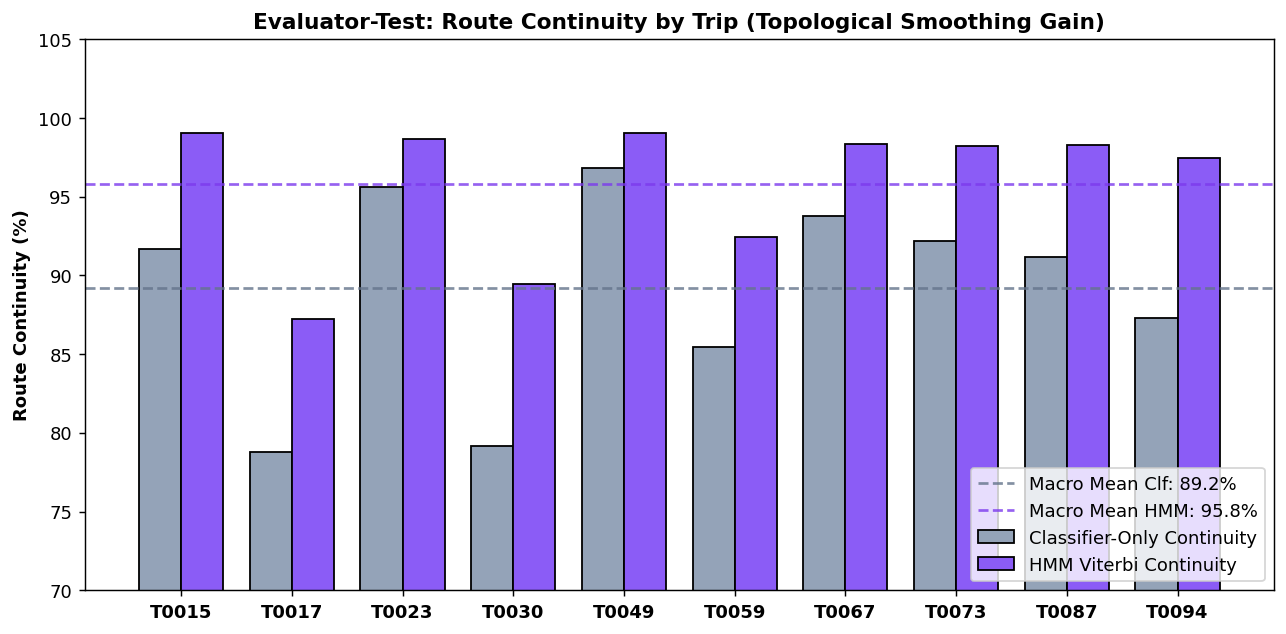 Evaluator-Test: Route Continuity by Trip (Topological Smoothing Gain)
Route Continuity (%)
105
100
95
90
85
80
75
70
Macro Mean Clf: 89.2%
Macro Mean HMM: 95.8%
Classifier-Only Continuity
HMM Viterbi Continuity
T0015 T0017 T0023 T0030 T0049 T0059 T0067 T0073 T0087 T0094